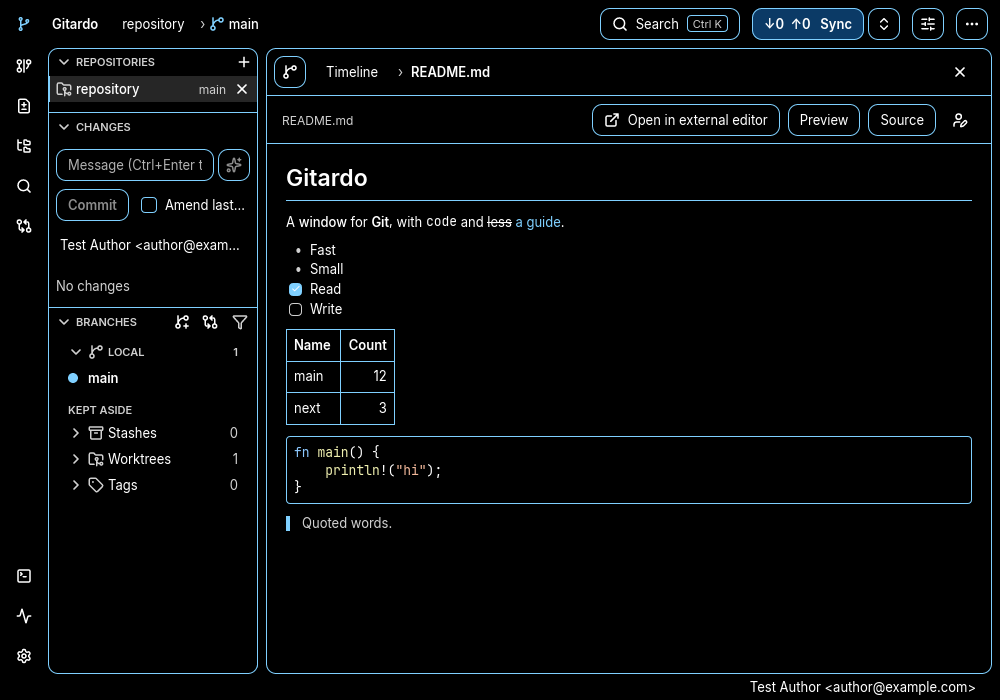 Gitardo repository › main Search Ctrl K ↓0 ↑0 Sync
REPOSITORIES
repository main
CHANGES
Message (Ctrl+Enter t
Commit Amend last...
Test Author <author@exam...
No changes
BRANCHES
LOCAL 1
main
KEPT ASIDE
Stashes 0
Worktrees 1
Tags 0
Timeline › README.md
README.md Open in external editor Preview Source
Gitardo
A window for Git, with code and less a guide.
• Fast
• Small
Read
Write
Name Count
main 12
next 3
fn main() {
    println!("hi");
}
Quoted words.
Test Author <author@example.com>